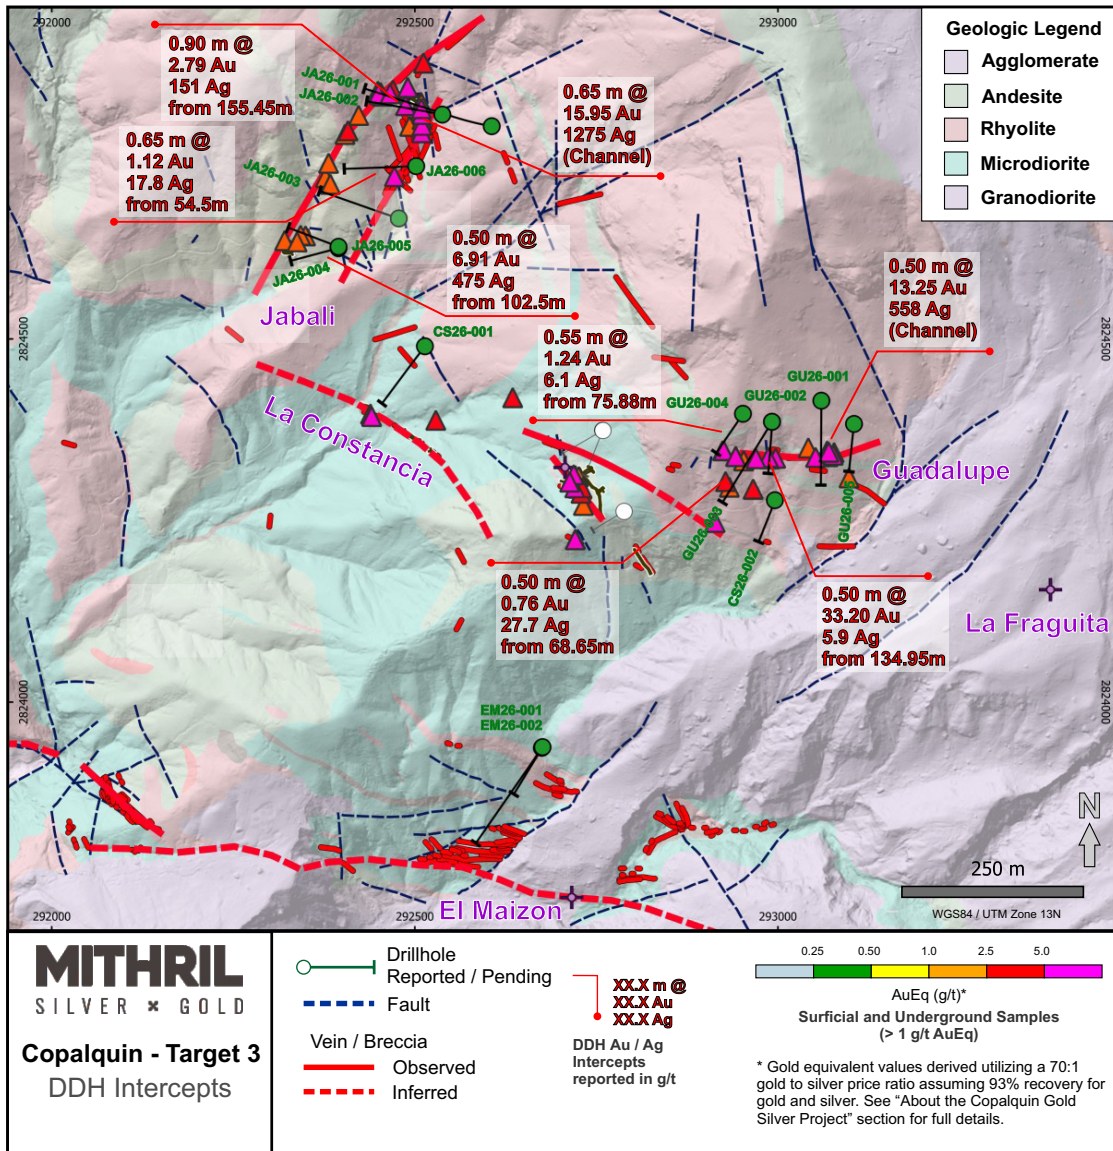 292000
292500
293000
Geologic Legend
Agglomerate
Andesite
Rhyolite
Microdiorite
Granodiorite
0.90 m @
2.79 Au
151 Ag
from 155.45m
JA26-001
JA26-002
0.65 m @
15.95 Au
1275 Ag
(Channel)
0.65 m @
1.12 Au
17.8 Ag
from 54.5m
JA26-003
JA26-006
JA26-005
JA26-004
0.50 m @
6.91 Au
475 Ag
from 102.5m
0.50 m @
13.25 Au
558 Ag
(Channel)
Jabali
2824500
2824500
CS26-001
0.55 m @
1.24 Au
6.1 Ag
from 75.88m
GU26-001
GU26-002
GU26-004
La Constancia
Guadalupe
GU26-003
GU26-005
CS26-002
0.50 m @
0.76 Au
27.7 Ag
from 68.65m
0.50 m @
33.20 Au
5.9 Ag
from 134.95m
La Fraguita
2824000
2824000
EM26-001
EM26-002
El Maizon
N
250 m
WGS84 / UTM Zone 13N
292000
292500
293000
MITHRIL
SILVER GOLD
Copalquin - Target 3
DDH Intercepts
Drillhole
Reported / Pending
Fault
Vein / Breccia
Observed
Inferred
XX.X m @
XX.X Au
XX.X Ag
DDH Au / Ag
Intercepts
reported in g/t
0.25 0.50 1.0 2.5 5.0
AuEq (g/t)*
Surficial and Underground Samples
(> 1 g/t AuEq)
* Gold equivalent values derived utilizing a 70:1
gold to silver price ratio assuming 93% recovery for
gold and silver. See “About the Copalquin Gold
Silver Project” section for full details.